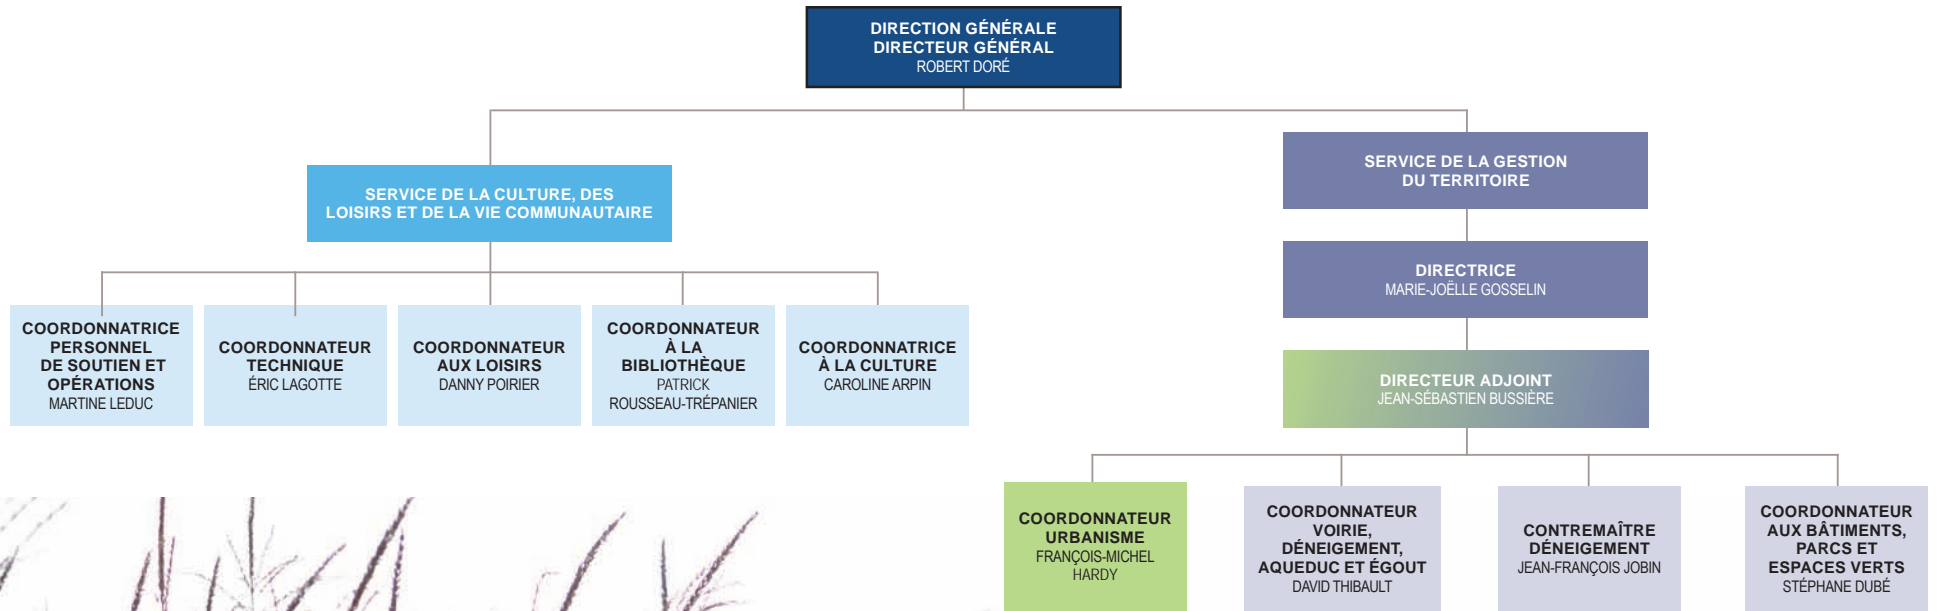 DIRECTION GÉNÉRALE
DIRECTEUR GÉNÉRAL
ROBERT DORÉ
SERVICE DE LA CULTURE, DES
LOISIRS ET DE LA VIE COMMUNAUTAIRE
COORDONNATRICE
PERSONNEL
DE SOUTIEN ET
OPÉRATIONS
MARTINE LEDUC
COORDONNATEUR
TECHNIQUE
ÉRIC LAGOTTE
COORDONNATEUR
AUX LOISIRS
DANNY POIRIER
COORDONNATEUR
À LA
BIBLIOTHÈQUE
PATRICK
ROUSSEAU-TRÉPANIER
COORDONNATRICE
À LA CULTURE
CAROLINE ARPIN
SERVICE DE LA GESTION
DU TERRITOIRE
DIRECTRICE
MARIE-JOËLLE GOSSELIN
DIRECTEUR ADJOINT
JEAN-SÉBASTIEN BUSSIÈRE
COORDONNATEUR
URBANISME
FRANÇOIS-MICHEL
HARDY
COORDONNATEUR
VOIRIE,
DÉNEIGEMENT,
AQUEDUC ET ÉGOUT
DAVID THIBAULT
CONTREMAÎTRE
DÉNEIGEMENT
JEAN-FRANÇOIS JOBIN
COORDONNATEUR
AUX BÂTIMENTS,
PARCS ET
ESPACES VERTS
STÉPHANE DUBÉ